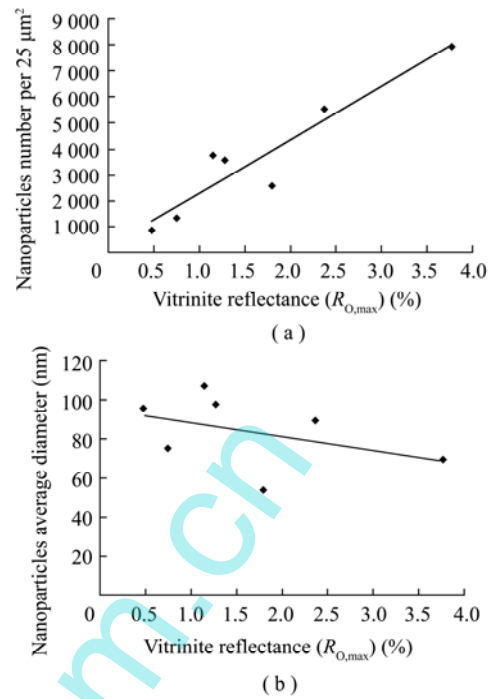 9 000
8 000
7 000
6 000
5 000
4 000
3 000
2 000
1 000
Nanoparticles number per 25 μm²
0 0.5 1.0 1.5 2.0 2.5 3.0 3.5 4.0
Vitrinite reflectance (R_O,max) (%)
( a )
120
100
80
60
40
20
Nanoparticles average diameter (nm)
0 0.5 1.0 1.5 2.0 2.5 3.0 3.5 4.0
Vitrinite reflectance (R_O,max) (%)
( b )
m.cn